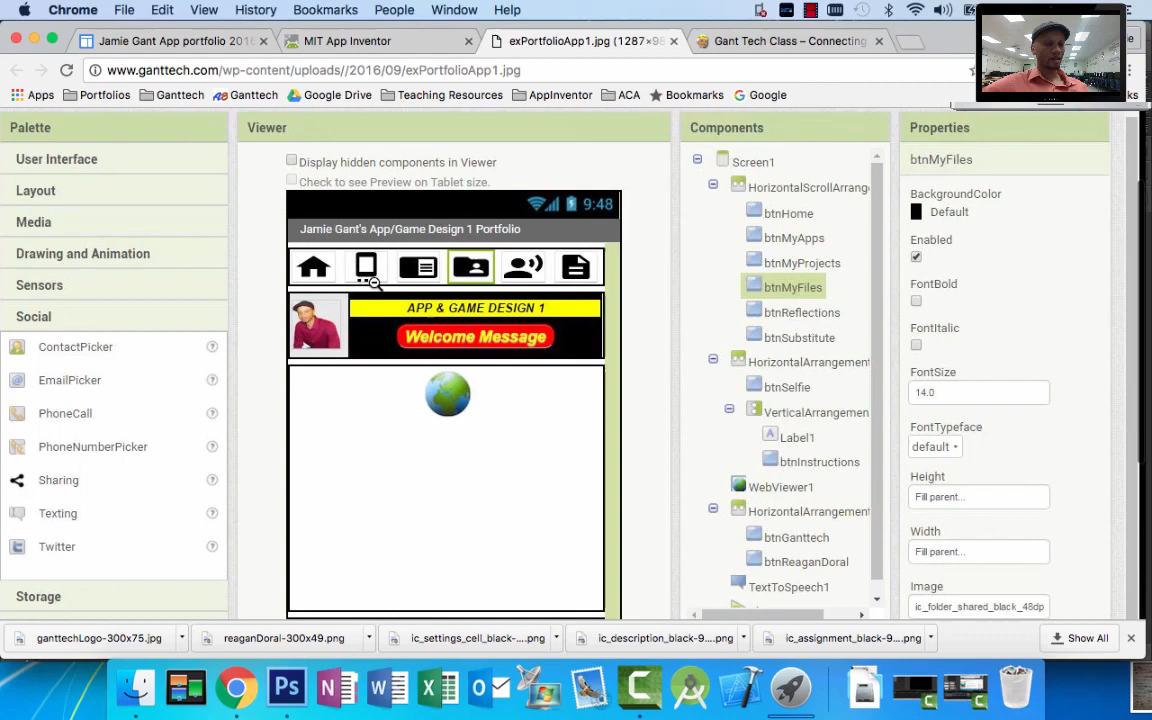 Chrome File Edit View History Bookmarks People Window Help
Jamie Gant App portfolio 2016
MIT App Inventor
exPortfolioApp1.jpg (1287×98
Gant Tech Class – Connecting
www.ganttech.com/wp-content/uploads//2016/09/exPortfolioApp1.jpg
Apps Portfolios Ganttech Ganttech Google Drive Teaching Resources AppInventor ACA Bookmarks Google
Palette
User Interface
Layout
Media
Drawing and Animation
Sensors
Social
ContactPicker
EmailPicker
PhoneCall
PhoneNumberPicker
Sharing
Texting
Twitter
Storage
Viewer
Display hidden components in Viewer
Check to see Preview on Tablet size.
9:48
Jamie Gant's App/Game Design 1 Portfolio
APP & GAME DESIGN 1
Welcome Message
Components
Screen1
HorizontalScrollArrang
btnHome
btnMyApps
btnMyProjects
btnMyFiles
btnReflections
btnSubstitute
HorizontalArrangement
btnSelfie
VerticalArrangemen
Label1
btnInstructions
WebViewer1
HorizontalArrangement
btnGanttech
btnReaganDoral
TextToSpeech1
Properties
btnMyFiles
BackgroundColor
Default
Enabled
FontBold
FontItalic
FontSize
14.0
FontTypeface
default
Height
Fill parent...
Width
Fill parent...
Image
ic_folder_shared_black_48dp
ganttechLogo-300x75.jpg
reaganDoral-300x49.png
ic_settings_cell_black-....png
ic_description_black-9....png
ic_assignment_black-9....png
Show All